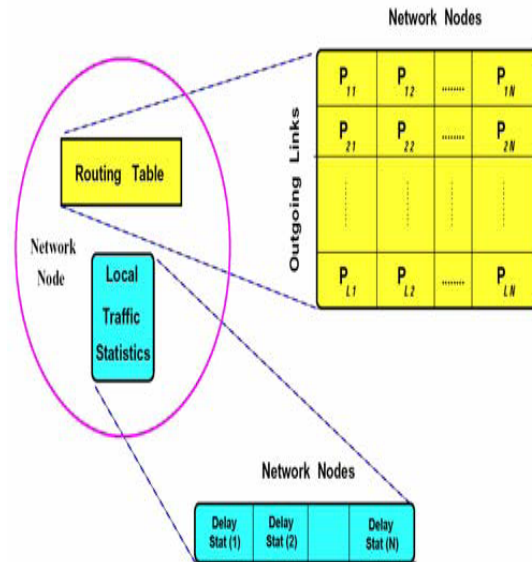 Network Nodes
Outgoing Links
P11 P12 ........ P1N
P21 P22 ........ P2N
PL1 PL2 ........ PLN
Routing Table
Network
Node
Local
Traffic
Statistics
Network Nodes
Delay Delay Delay
Stat (1) Stat (2) Stat (N)